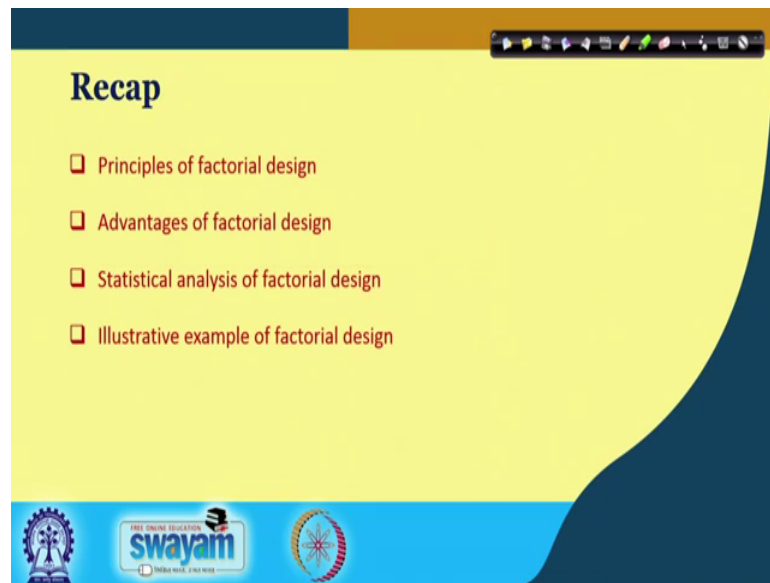 Recap
Principles of factorial design
Advantages of factorial design
Statistical analysis of factorial design
Illustrative example of factorial design
FREE ONLINE EDUCATION
swayam